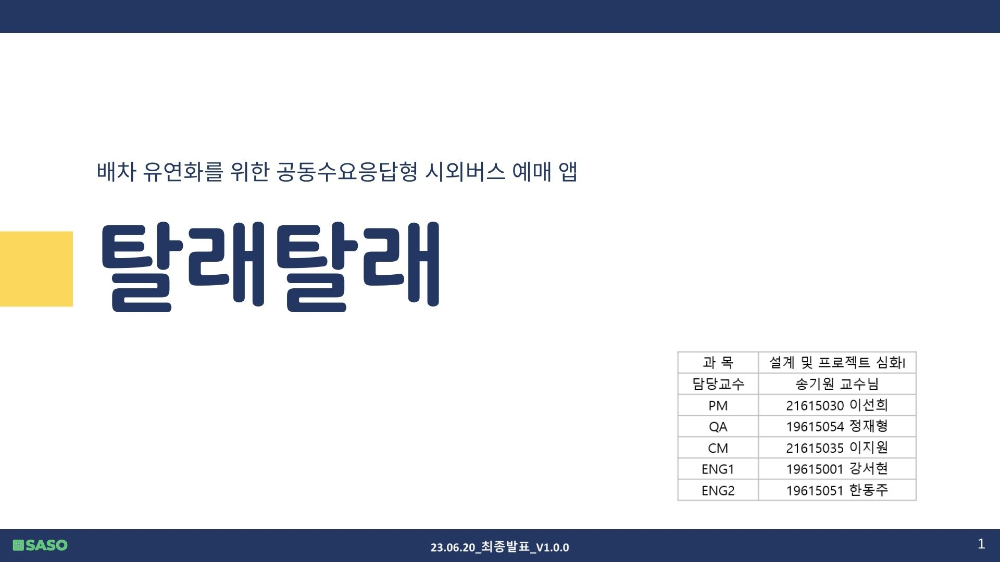 배차 유연화를 위한 공동수요응답형 시외버스 예매 앱
탈래탈래
과 목 설계 및 프로젝트 심화I
담당교수 송기원 교수님
PM 21615030 이선희
QA 19615054 정재형
CM 21615035 이지원
ENG1 19615001 강서현
ENG2 19615051 한동주
SASO
23.06.20_최종발표_V1.0.0
1